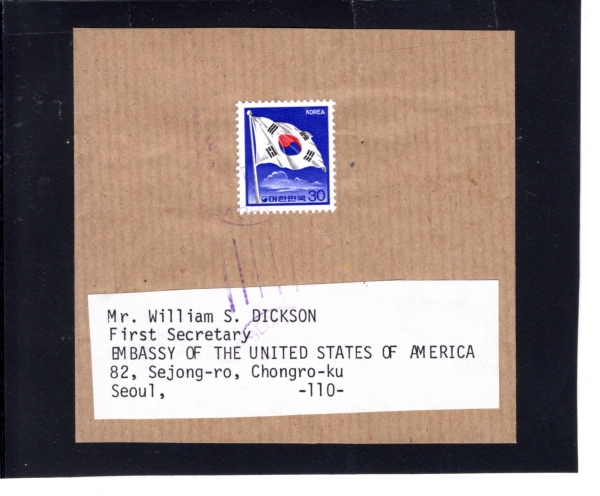 KOREA
대한민국 30
Mr. William S. DICKSON
First Secretary
EMBASSY OF THE UNITED STATES OF AMERICA
82, Sejong-ro, Chongro-ku
Seoul, -110-